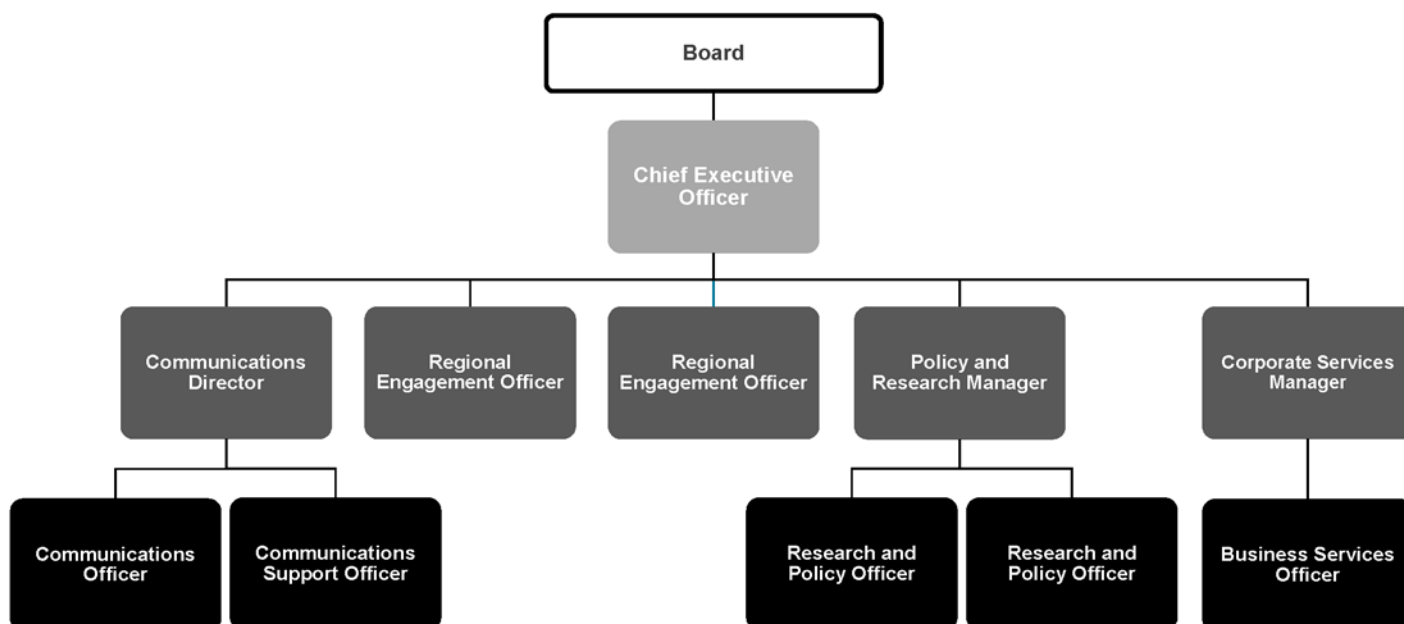 Board
Chief Executive
Officer
Communications
Director
Regional
Engagement Officer
Regional
Engagement Officer
Policy and
Research Manager
Corporate Services
Manager
Communications
Officer
Communications
Support Officer
Research and
Policy Officer
Research and
Policy Officer
Business Services
Officer